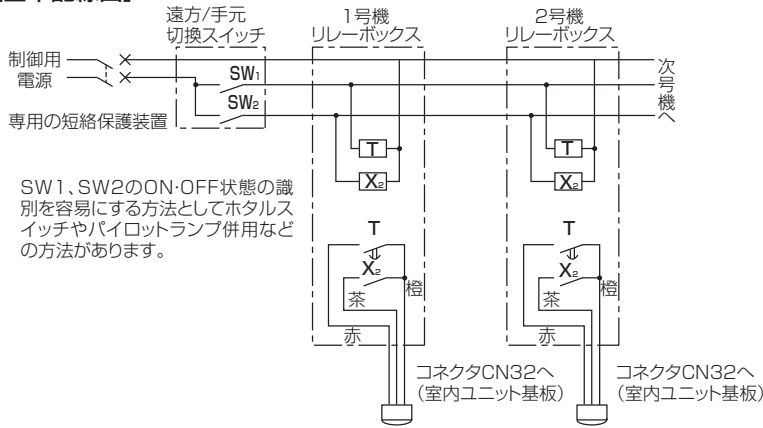 遠方/手元
切換スイッチ
1号機
リレーボックス
2号機
リレーボックス
制御用
電源
SW₁
SW₂
専用の短絡保護装置
次号機へ
T
X₂
T
X₂
SW1、SW2のON・OFF状態の識
別を容易にする方法としてホタルス
イッチやパイロットランプ併用など
の方法があります。
T
X₂
茶
橙
赤
T
X₂
茶
橙
赤
コネクタCN32へ
(室内ユニット基板)
コネクタCN32へ
(室内ユニット基板)